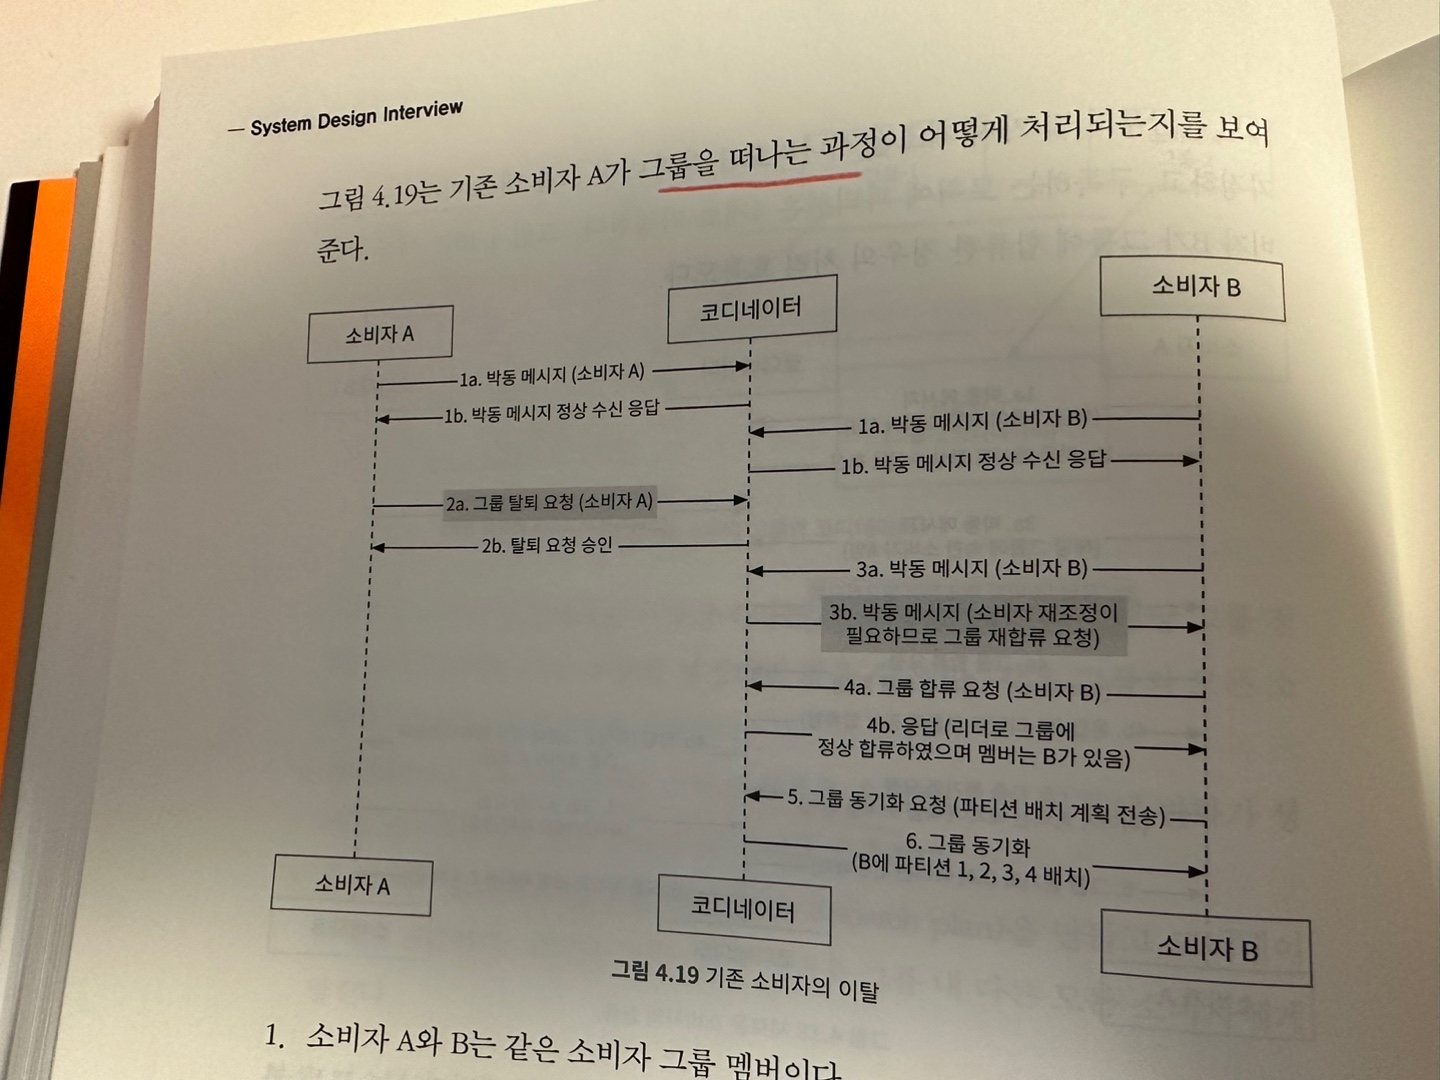 — System Design Interview
그림 4.19는 기존 소비자 A가 그룹을 떠나는 과정이 어떻게 처리되는지를 보여
준다.
소비자 A
코디네이터
소비자 B
1a. 박동 메시지 (소비자 A)
1b. 박동 메시지 정상 수신 응답
1a. 박동 메시지 (소비자 B)
1b. 박동 메시지 정상 수신 응답
2a. 그룹 탈퇴 요청 (소비자 A)
2b. 탈퇴 요청 승인
3a. 박동 메시지 (소비자 B)
3b. 박동 메시지 (소비자 재조정이
필요하므로 그룹 재합류 요청)
4a. 그룹 합류 요청 (소비자 B)
4b. 응답 (리더로 그룹에
정상 합류하였으며 멤버는 B가 있음)
5. 그룹 동기화 요청 (파티션 배치 계획 전송)
6. 그룹 동기화
(B에 파티션 1, 2, 3, 4 배치)
소비자 A
코디네이터
소비자 B
그림 4.19 기존 소비자의 이탈
1. 소비자 A와 B는 같은 소비자 그룹 멤버이다